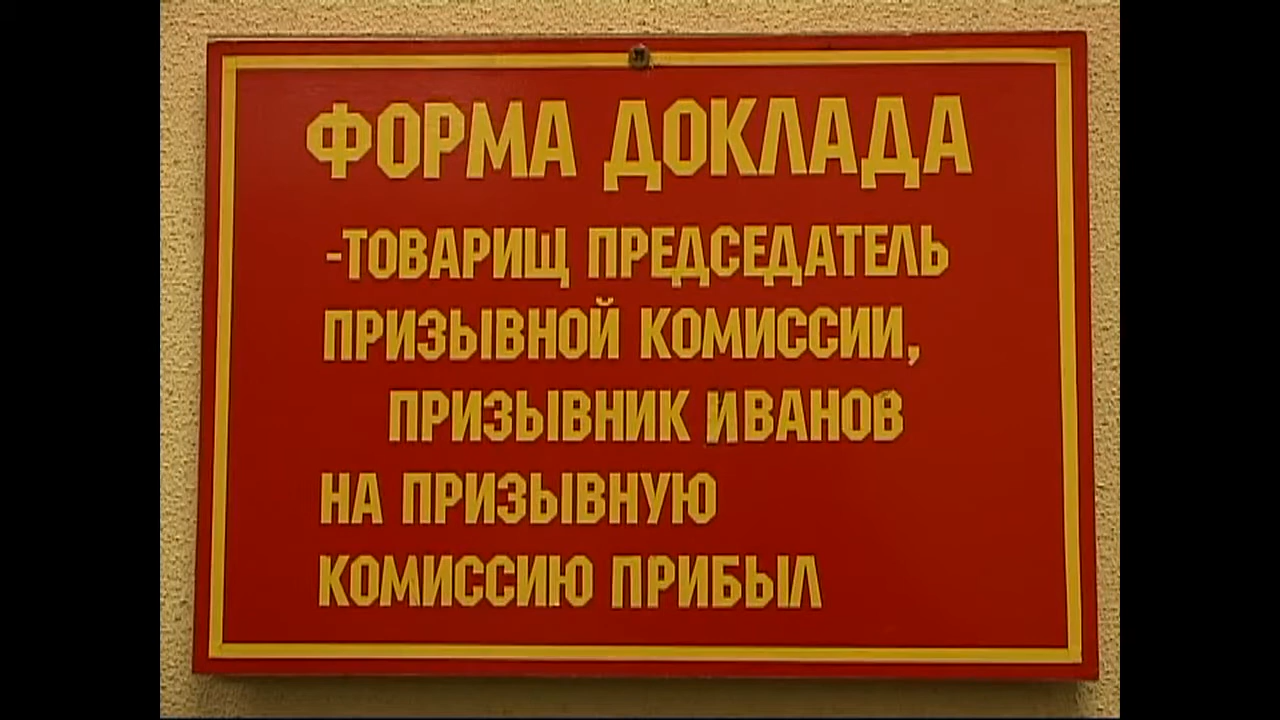 ФОРМА ДОКЛАДА
-ТОВАРИЩ ПРЕДСЕДАТЕЛЬ
ПРИЗЫВНОЙ КОМИССИИ,
ПРИЗЫВНИК ИВАНОВ
НА ПРИЗЫВНУЮ
КОМИССИЮ ПРИБЫЛ